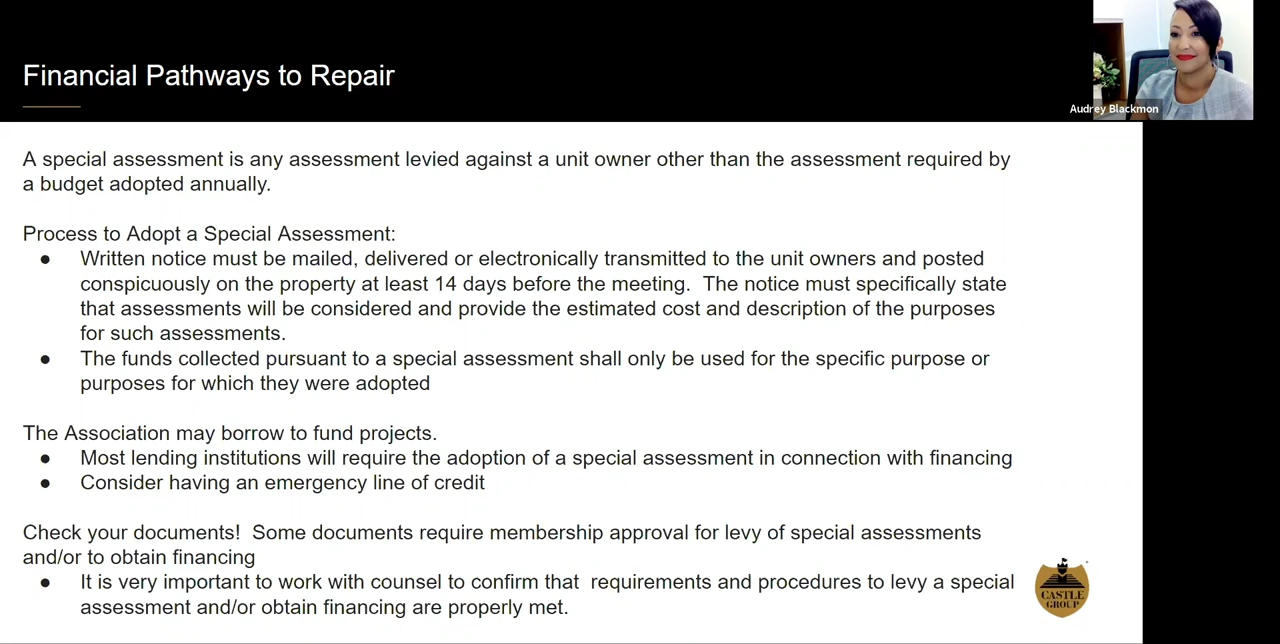 Financial Pathways to Repair
Audrey Blackmon
A special assessment is any assessment levied against a unit owner other than the assessment required by
a budget adopted annually.
Process to Adopt a Special Assessment:
● Written notice must be mailed, delivered or electronically transmitted to the unit owners and posted
conspicuously on the property at least 14 days before the meeting.  The notice must specifically state
that assessments will be considered and provide the estimated cost and description of the purposes
for such assessments.
● The funds collected pursuant to a special assessment shall only be used for the specific purpose or
purposes for which they were adopted
The Association may borrow to fund projects.
● Most lending institutions will require the adoption of a special assessment in connection with financing
● Consider having an emergency line of credit
Check your documents!  Some documents require membership approval for levy of special assessments
and/or to obtain financing
● It is very important to work with counsel to confirm that  requirements and procedures to levy a special
assessment and/or obtain financing are properly met.
CASTLE
GROUP